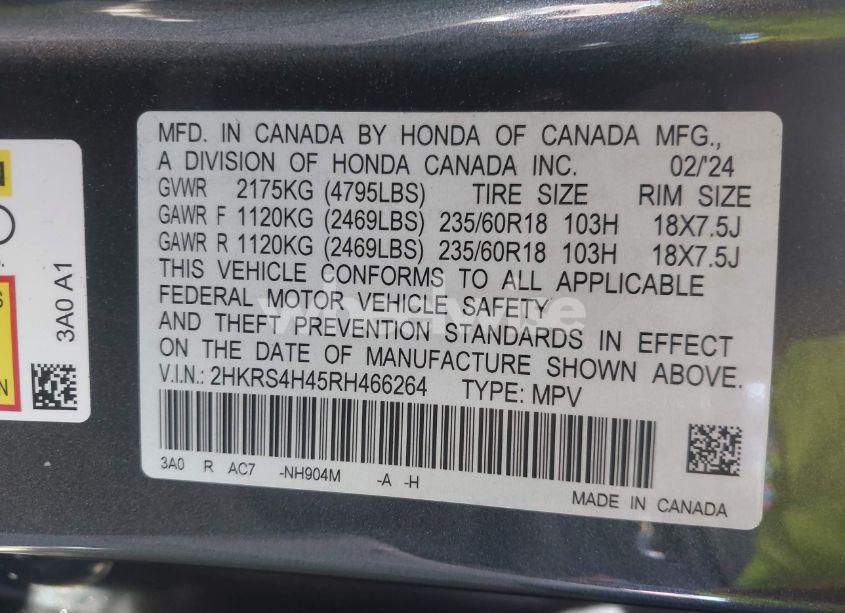 MFD. IN CANADA BY HONDA OF CANADA MFG.,
A DIVISION OF HONDA CANADA INC. 02/'24
GVWR 2175KG (4795LBS) TIRE SIZE RIM SIZE
GAWR F 1120KG (2469LBS) 235/60R18 103H 18X7.5J
GAWR R 1120KG (2469LBS) 235/60R18 103H 18X7.5J
THIS VEHICLE CONFORMS TO ALL APPLICABLE
FEDERAL MOTOR VEHICLE SAFETY
AND THEFT PREVENTION STANDARDS IN EFFECT
ON THE DATE OF MANUFACTURE SHOWN ABOVE.
V.I.N.: 2HKRS4H45RH466264 TYPE: MPV
3A0 R AC7 -NH904M -A -H
MADE IN CANADA
3A0 A1